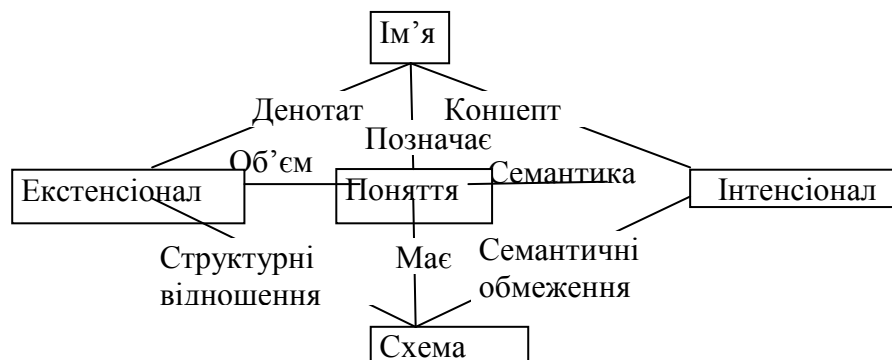 Ім’я
Денотат
Концепт
Позначає
Об’єм
Семантика
Екстенсіонал
Поняття
Інтенсіонал
Структурні
відношення
Має
Семантичні
обмеження
Схема